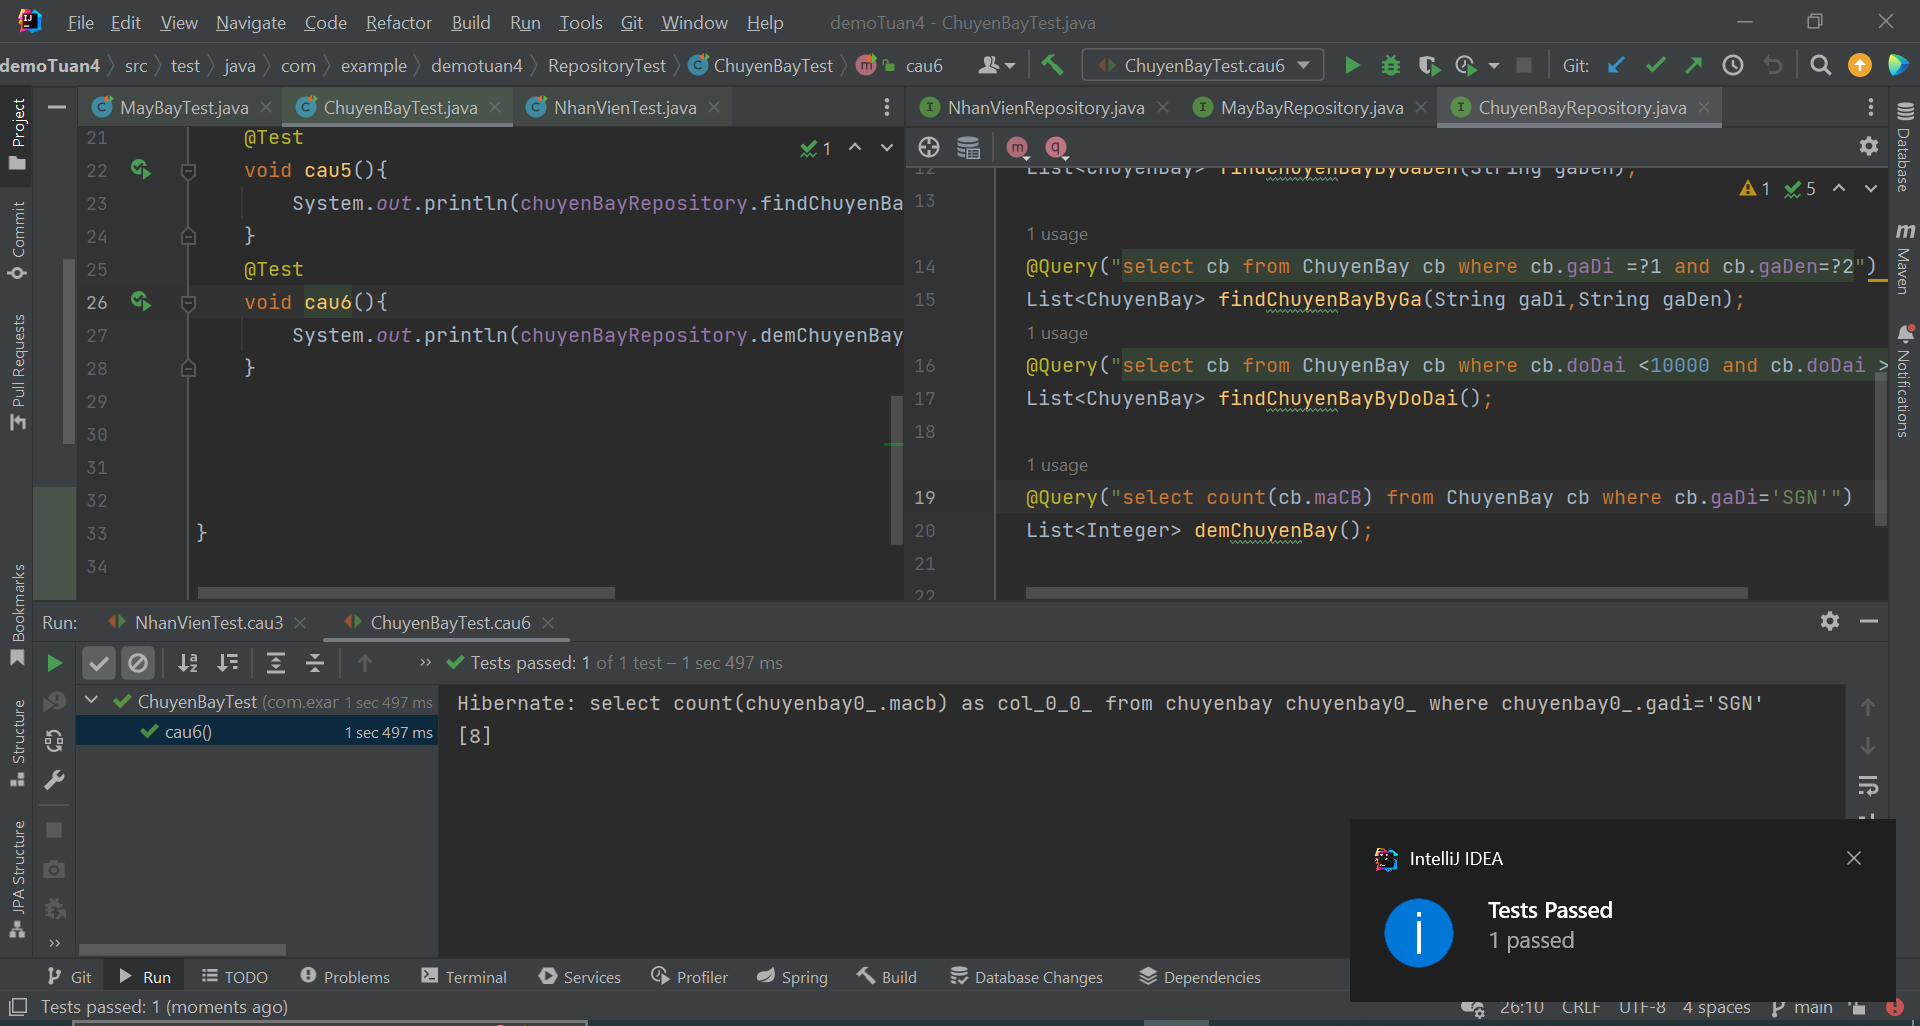 File Edit View Navigate Code Refactor Build Run Tools Git Window Help demoTuan4 - ChuyenBayTest.java
demoTuan4 src test java com example demotuan4 RepositoryTest ChuyenBayTest cau6 ChuyenBayTest.cau6 Git:
MayBayTest.java ChuyenBayTest.java NhanVienTest.java
21 @Test
1
22 void cau5(){
23 System.out.println(chuyenBayRepository.findChuyenBa
24 }
25 @Test
26 void cau6(){
27 System.out.println(chuyenBayRepository.demChuyenBay
28 }
29
30
31
32
33 }
34
NhanVienRepository.java MayBayRepository.java ChuyenBayRepository.java
m q
12 List<ChuyenBay> findChuyenBayByGaDen(String gaDen);
1 5
13
1 usage
14 @Query("select cb from ChuyenBay cb where cb.gaDi =?1 and cb.gaDen=?2")
15 List<ChuyenBay> findChuyenBayByGa(String gaDi,String gaDen);
1 usage
16 @Query("select cb from ChuyenBay cb where cb.doDai <10000 and cb.doDai >
17 List<ChuyenBay> findChuyenBayByDoDai();
18
1 usage
19 @Query("select count(cb.maCB) from ChuyenBay cb where cb.gaDi='SGN'")
20 List<Integer> demChuyenBay();
21
22
Project
Commit
Pull Requests
Bookmarks
Structure
JPA Structure
Database
Maven
Notifications
Run: NhanVienTest.cau3 ChuyenBayTest.cau6
Tests passed: 1 of 1 test – 1 sec 497 ms
ChuyenBayTest (com.exar 1 sec 497 ms
cau6() 1 sec 497 ms
Hibernate: select count(chuyenbay0_.macb) as col_0_0_ from chuyenbay chuyenbay0_ where chuyenbay0_.gadi='SGN'
[8]
IntelliJ IDEA
Tests Passed
1 passed
Git Run TODO Problems Terminal Services Profiler Spring Build Database Changes Dependencies
Tests passed: 1 (moments ago) 26:10 CRLF UTF-8 4 spaces main